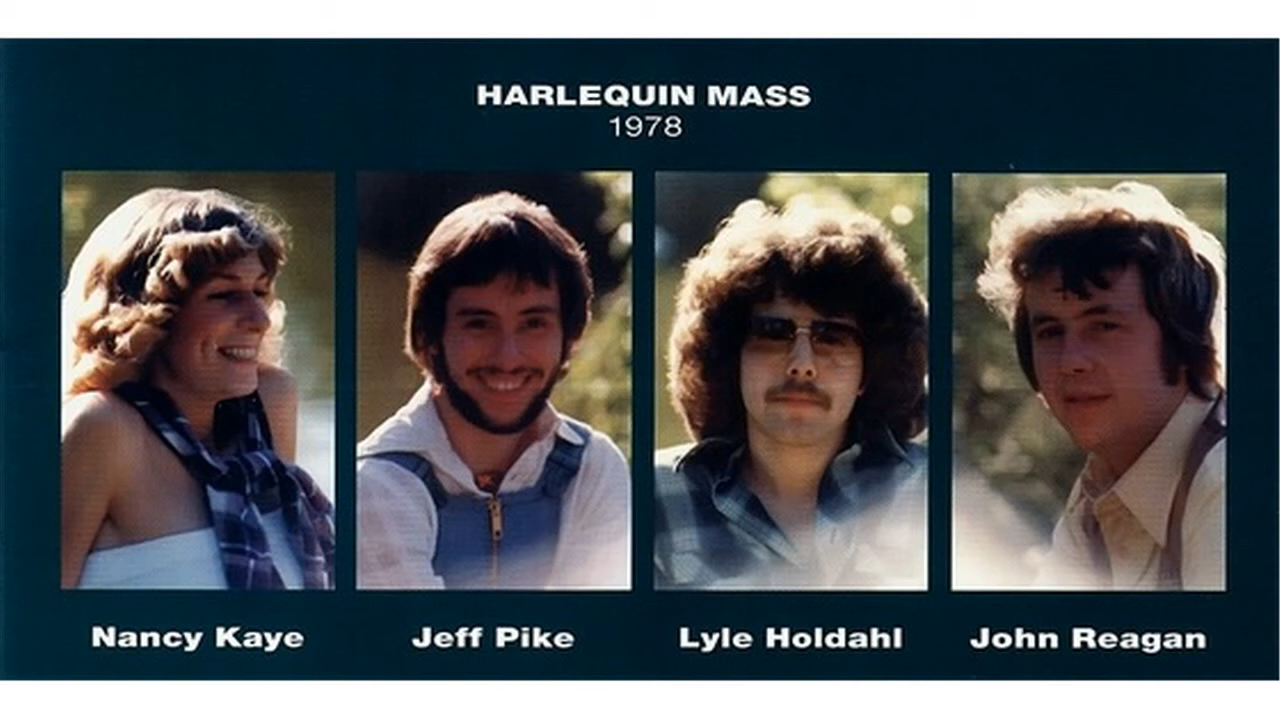 HARLEQUIN MASS
1978
Nancy Kaye
Jeff Pike
Lyle Holdahl
John Reagan